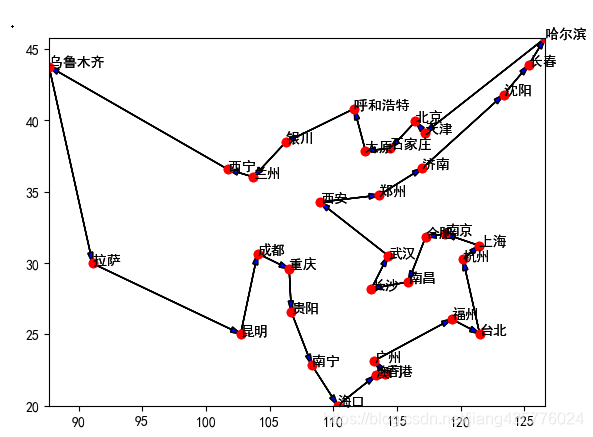 哈尔滨
乌鲁木齐
长春
沈阳
呼和浩特
北京
天津
银川
太原
石家庄
西宁
兰州
济南
西安
郑州
南京
合肥
上海
杭州
武汉
拉萨
成都
重庆
长沙
南昌
贵阳
福州
昆明
台北
南宁
广州
香港
海口
45
40
35
30
25
20
90
95
100
105
110
115
120
125